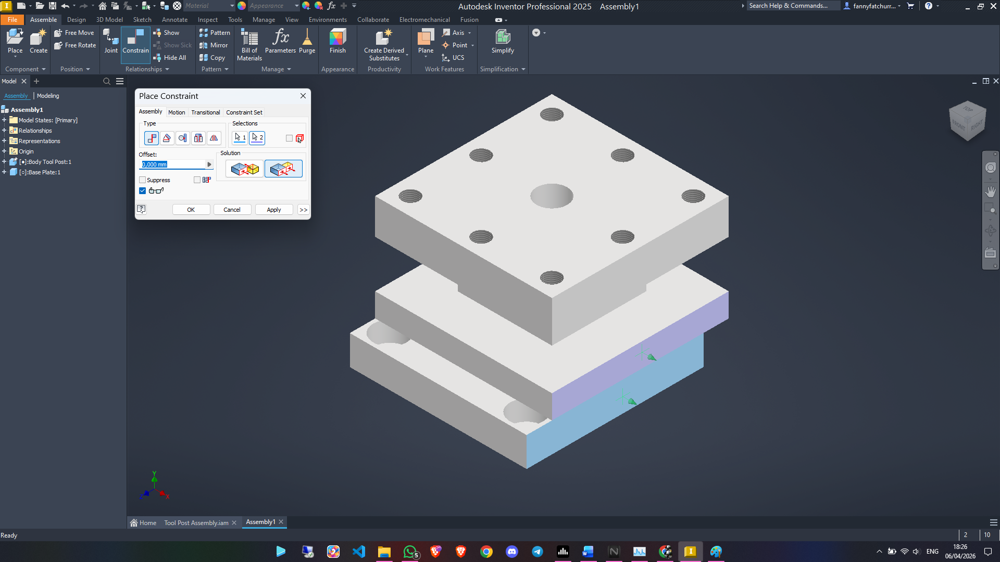 Material
Appearance
Autodesk Inventor Professional 2025 Assembly1
Search Help & Commands...
fannyfatchurr...
File Assemble Design 3D Model Sketch Annotate Inspect Tools Manage View Environments Collaborate Electromechanical Fusion
Place
Create
Free Move
Free Rotate
Joint
Constrain
Show
Show Sick
Hide All
Pattern
Mirror
Copy
Bill of
Materials
Parameters
Purge
Finish
Create Derived
Substitutes
Plane
Axis
Point
UCS
Simplify
Component Position Relationships Pattern Manage Appearance Productivity Work Features Simplification
Model
Assembly | Modeling
Assembly1
Model States: [Primary]
Relationships
Representations
Origin
[●]:Body Tool Post:1
[○]:Base Plate:1
Place Constraint
Assembly Motion Transitional Constraint Set
Type
Selections
1 2
Offset:
0,000 mm
Solution
Suppress
OK Cancel Apply >>
TOP
FRONT
RIGHT
Y
Z
X
Home Tool Post Assembly.iam Assembly1
Ready
2 10
5
ENG
18:26
06/04/2026